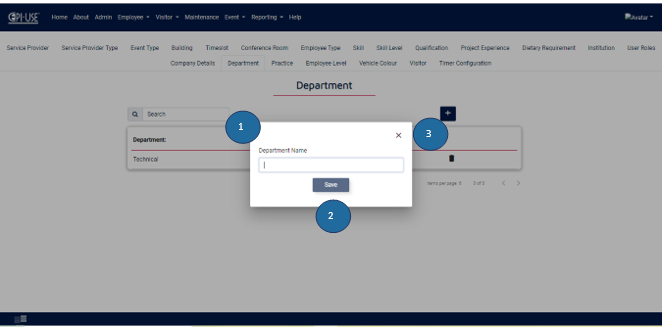 EPI-USE Home About Admin Employee Visitor Maintenance Event Reporting Help Avatar
Service Provider Service Provider Type Event Type Building Timeslot Conference Room Employee Type Skill Skill Level Qualification Project Experience Dietary Requirement Institution User Roles
Company Details Department Practice Employee Level Vehicle Colour Visitor Timer Configuration
Department
Search +
1
3
×
Department:
Department Name
Technical
Save
Items per page: 5
2